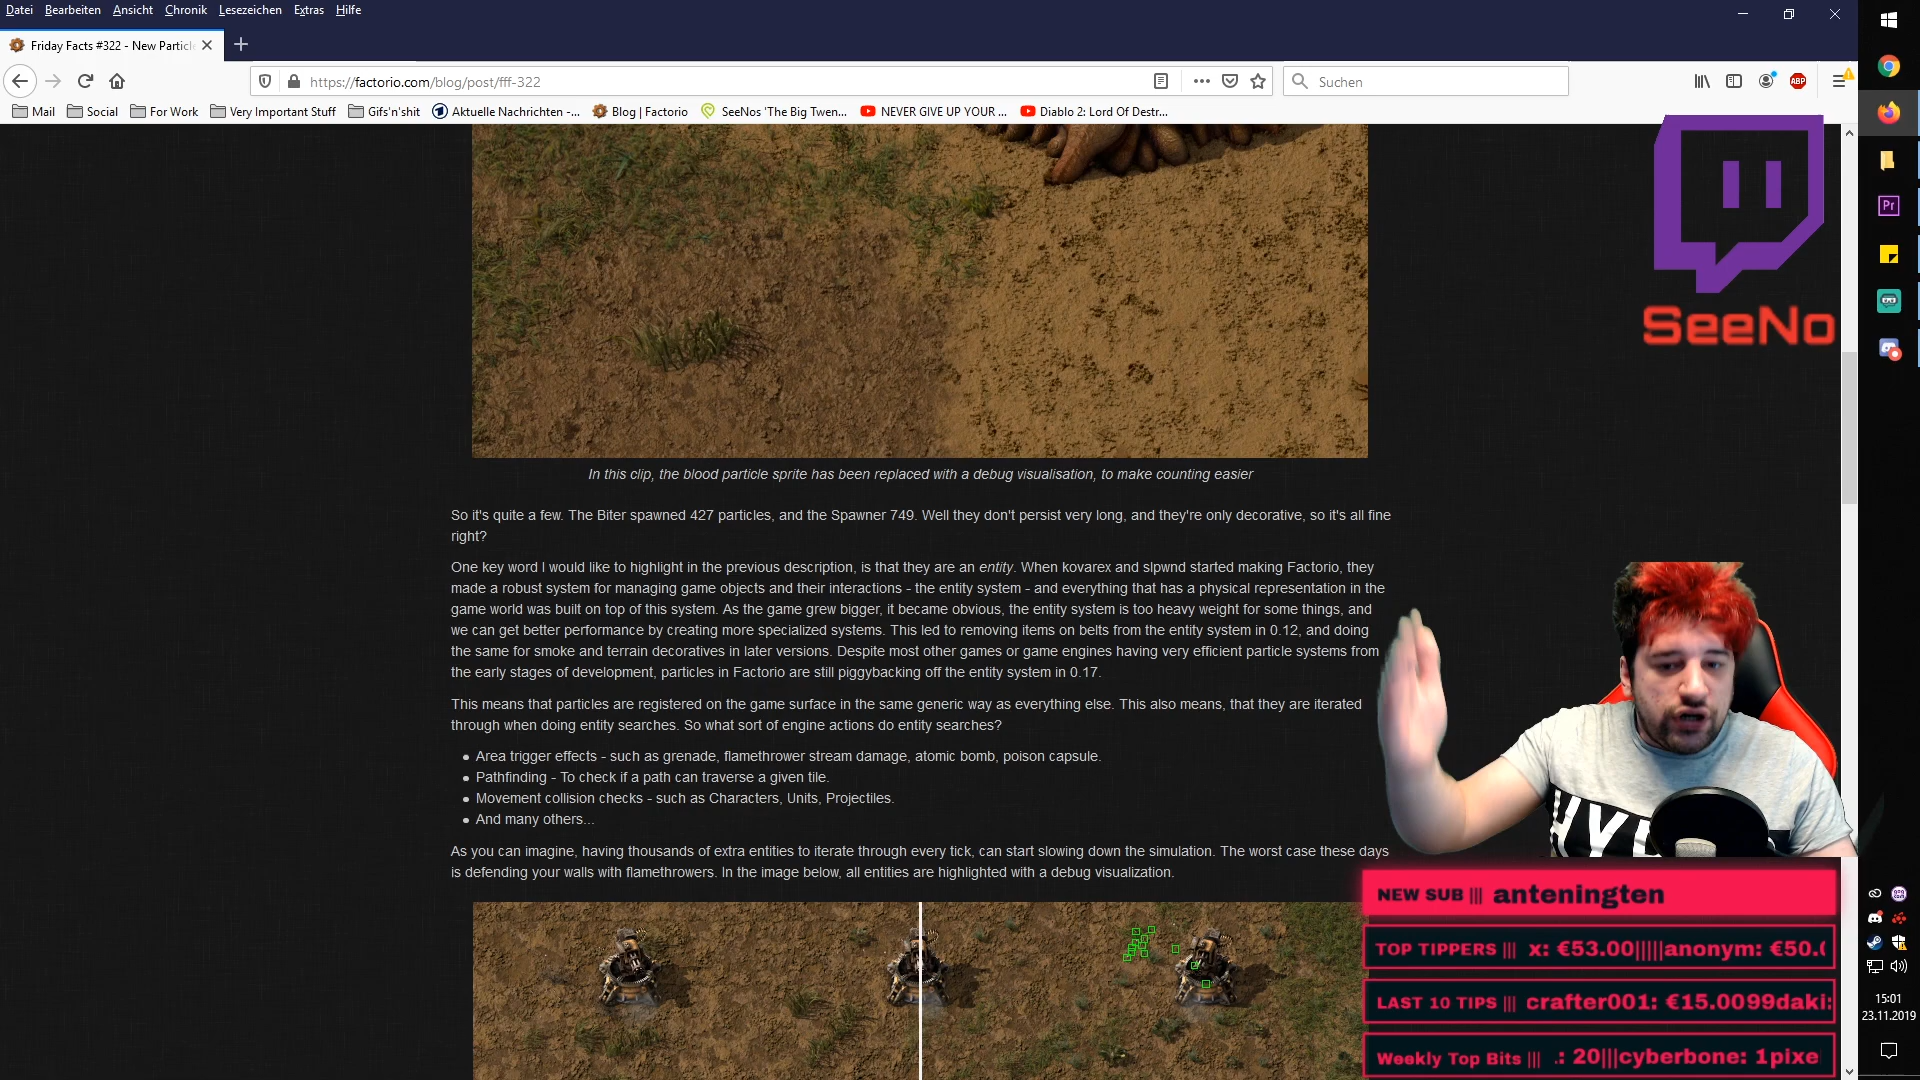 Datei Bearbeiten Ansicht Chronik Lesezeichen Extras Hilfe
Friday Facts #322 - New Particl
https://factorio.com/blog/post/fff-322
Suchen
ABP
Mail Social For Work Very Important Stuff Gifs'n'shit Aktuelle Nachrichten -... Blog | Factorio SeeNos 'The Big Twen... NEVER GIVE UP YOUR ... Diablo 2: Lord Of Destr...
Pr
SeeNo
In this clip, the blood particle sprite has been replaced with a debug visualisation, to make counting easier
So it's quite a few. The Biter spawned 427 particles, and the Spawner 749. Well they don't persist very long, and they're only decorative, so it's all fine
right?
One key word I would like to highlight in the previous description, is that they are an entity. When kovarex and slpwnd started making Factorio, they
made a robust system for managing game objects and their interactions - the entity system - and everything that has a physical representation in the
game world was built on top of this system. As the game grew bigger, it became obvious, the entity system is too heavy weight for some things, and
we can get better performance by creating more specialized systems. This led to removing items on belts from the entity system in 0.12, and doing
the same for smoke and terrain decoratives in later versions. Despite most other games or game engines having very efficient particle systems from
the early stages of development, particles in Factorio are still piggybacking off the entity system in 0.17.
This means that particles are registered on the game surface in the same generic way as everything else. This also means, that they are iterated
through when doing entity searches. So what sort of engine actions do entity searches?
• Area trigger effects - such as grenade, flamethrower stream damage, atomic bomb, poison capsule.
• Pathfinding - To check if a path can traverse a given tile.
• Movement collision checks - such as Characters, Units, Projectiles.
• And many others...
As you can imagine, having thousands of extra entities to iterate through every tick, can start slowing down the simulation. The worst case these days
is defending your walls with flamethrowers. In the image below, all entities are highlighted with a debug visualization.
NEW SUB ||| anteningten
TOP TIPPERS ||| x: €53.00|||||anonym: €50.(
LAST 10 TIPS ||| crafter001: €15.0099daki:
Weekly Top Bits ||| .: 20|||cyberbone: 1pixe
15:01
23.11.2019